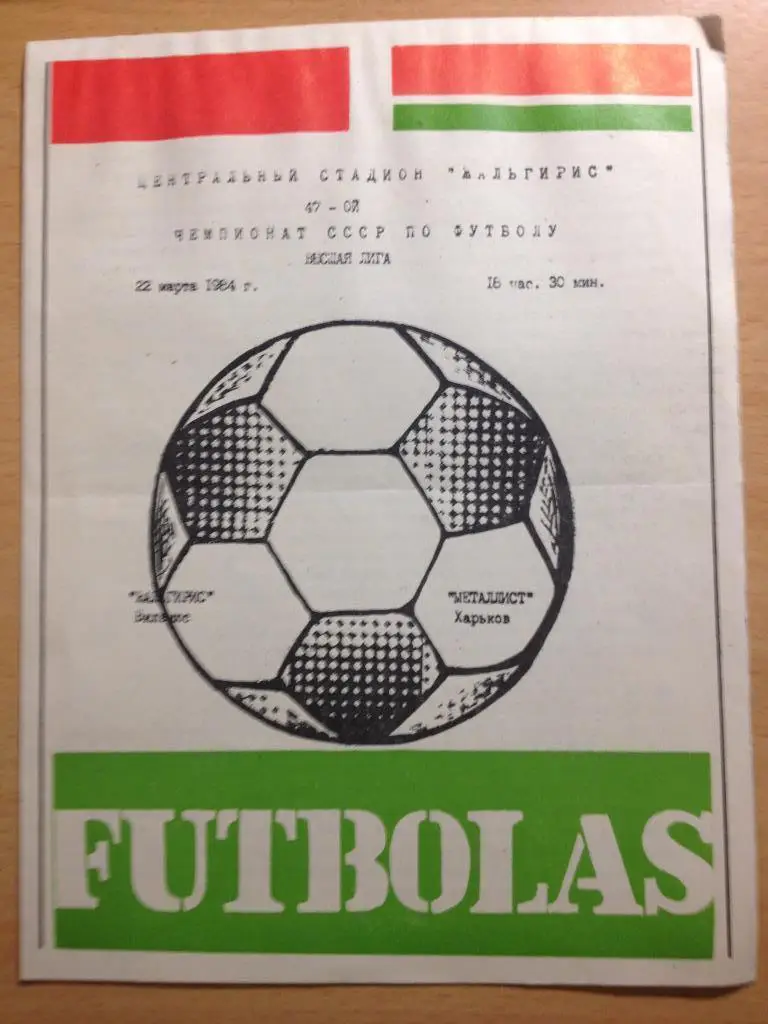 ЦЕНТРАЛЬНЫЙ СТАДИОН "ЖАЛЬГИРИС"
47 - ОЙ
ЧЕМПИОНАТ СССР ПО ФУТБОЛУ
ВЫСШАЯ ЛИГА
22 марта 1984 г. 18 час. 30 мин.
"ЖАЛЬГИРИС" "МЕТАЛЛИСТ"
Вильнюс Харьков
FUTBOLAS